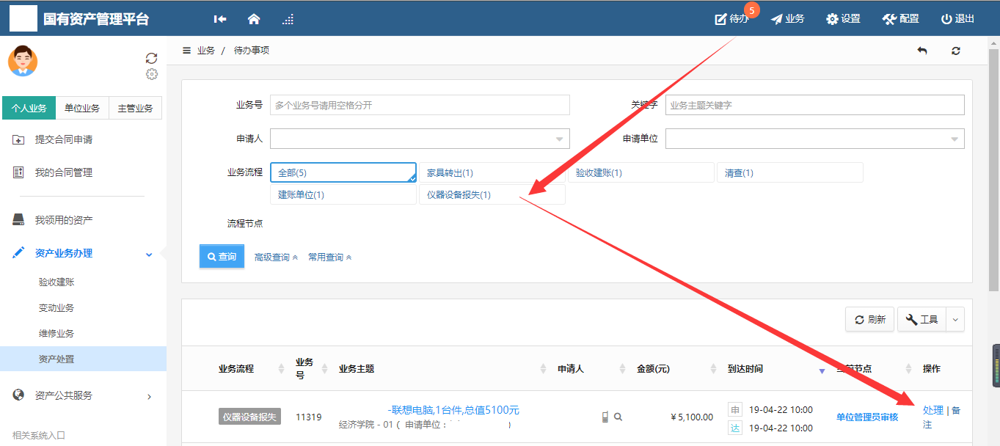 国有资产管理平台
待办 5 业务 设置 配置 退出
业务 / 待办事项
个人业务 单位业务 主管业务
提交合同申请
我的合同管理
我领用的资产
资产业务办理
验收建账
变动业务
维修业务
资产处置
资产公共服务
相关系统入口
业务号 多个业务号请用空格分开 关键字 业务主题关键字
申请人 申请单位
业务流程 全部(5) 家具转出(1) 验收建账(1) 清查(1)
建账单位(1) 仪器设备报失(1)
流程节点
查询 高级查询 常用查询
刷新 工具
业务流程 业务号 业务主题 申请人 金额(元) 到达时间 节点 操作
仪器设备报失 11319 -联想电脑,1台件,总值5100元
经济学院 - 01 ( 申请单位 : )
¥ 5,100.00
申 19-04-22 10:00
达 19-04-22 10:00
单位管理员审核
处理 | 备
注